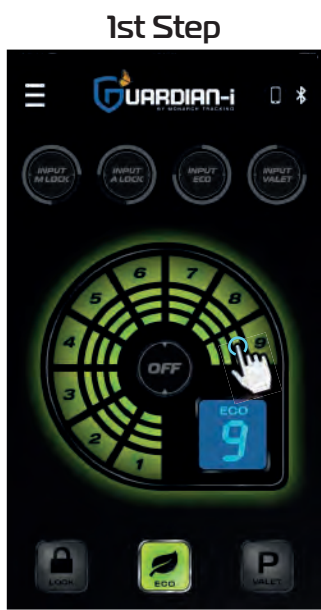 1st Step
GUARDIAN-i
BY MONARCH TRACKING
INPUT
M LOCK
INPUT
A LOCK
INPUT
ECO
INPUT
VALET
1
2
3
4
5
6
7
8
9
OFF
ECO
9
LOCK
ECO
P
VALET